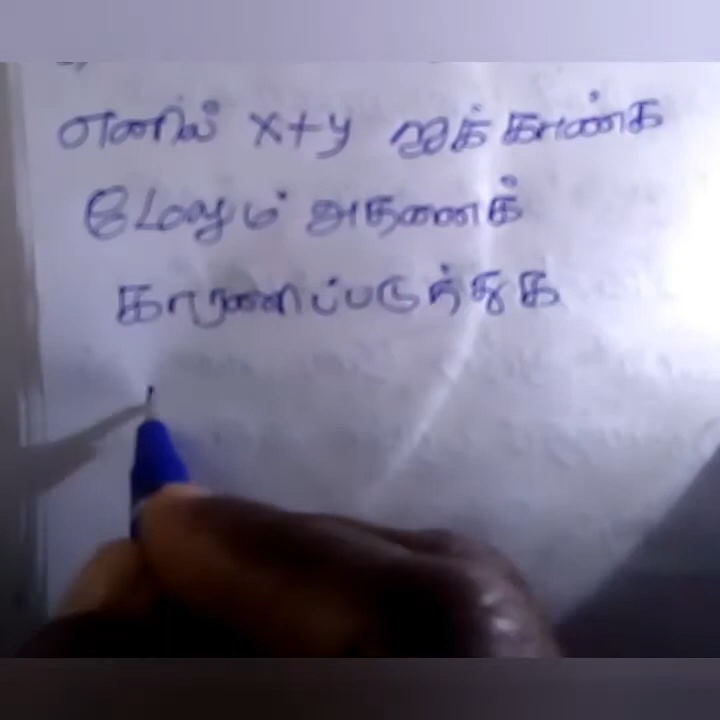 எனில் x+y ஐக் காண்க
மேலும் அதனைக்
காரணிப்படுத்துக